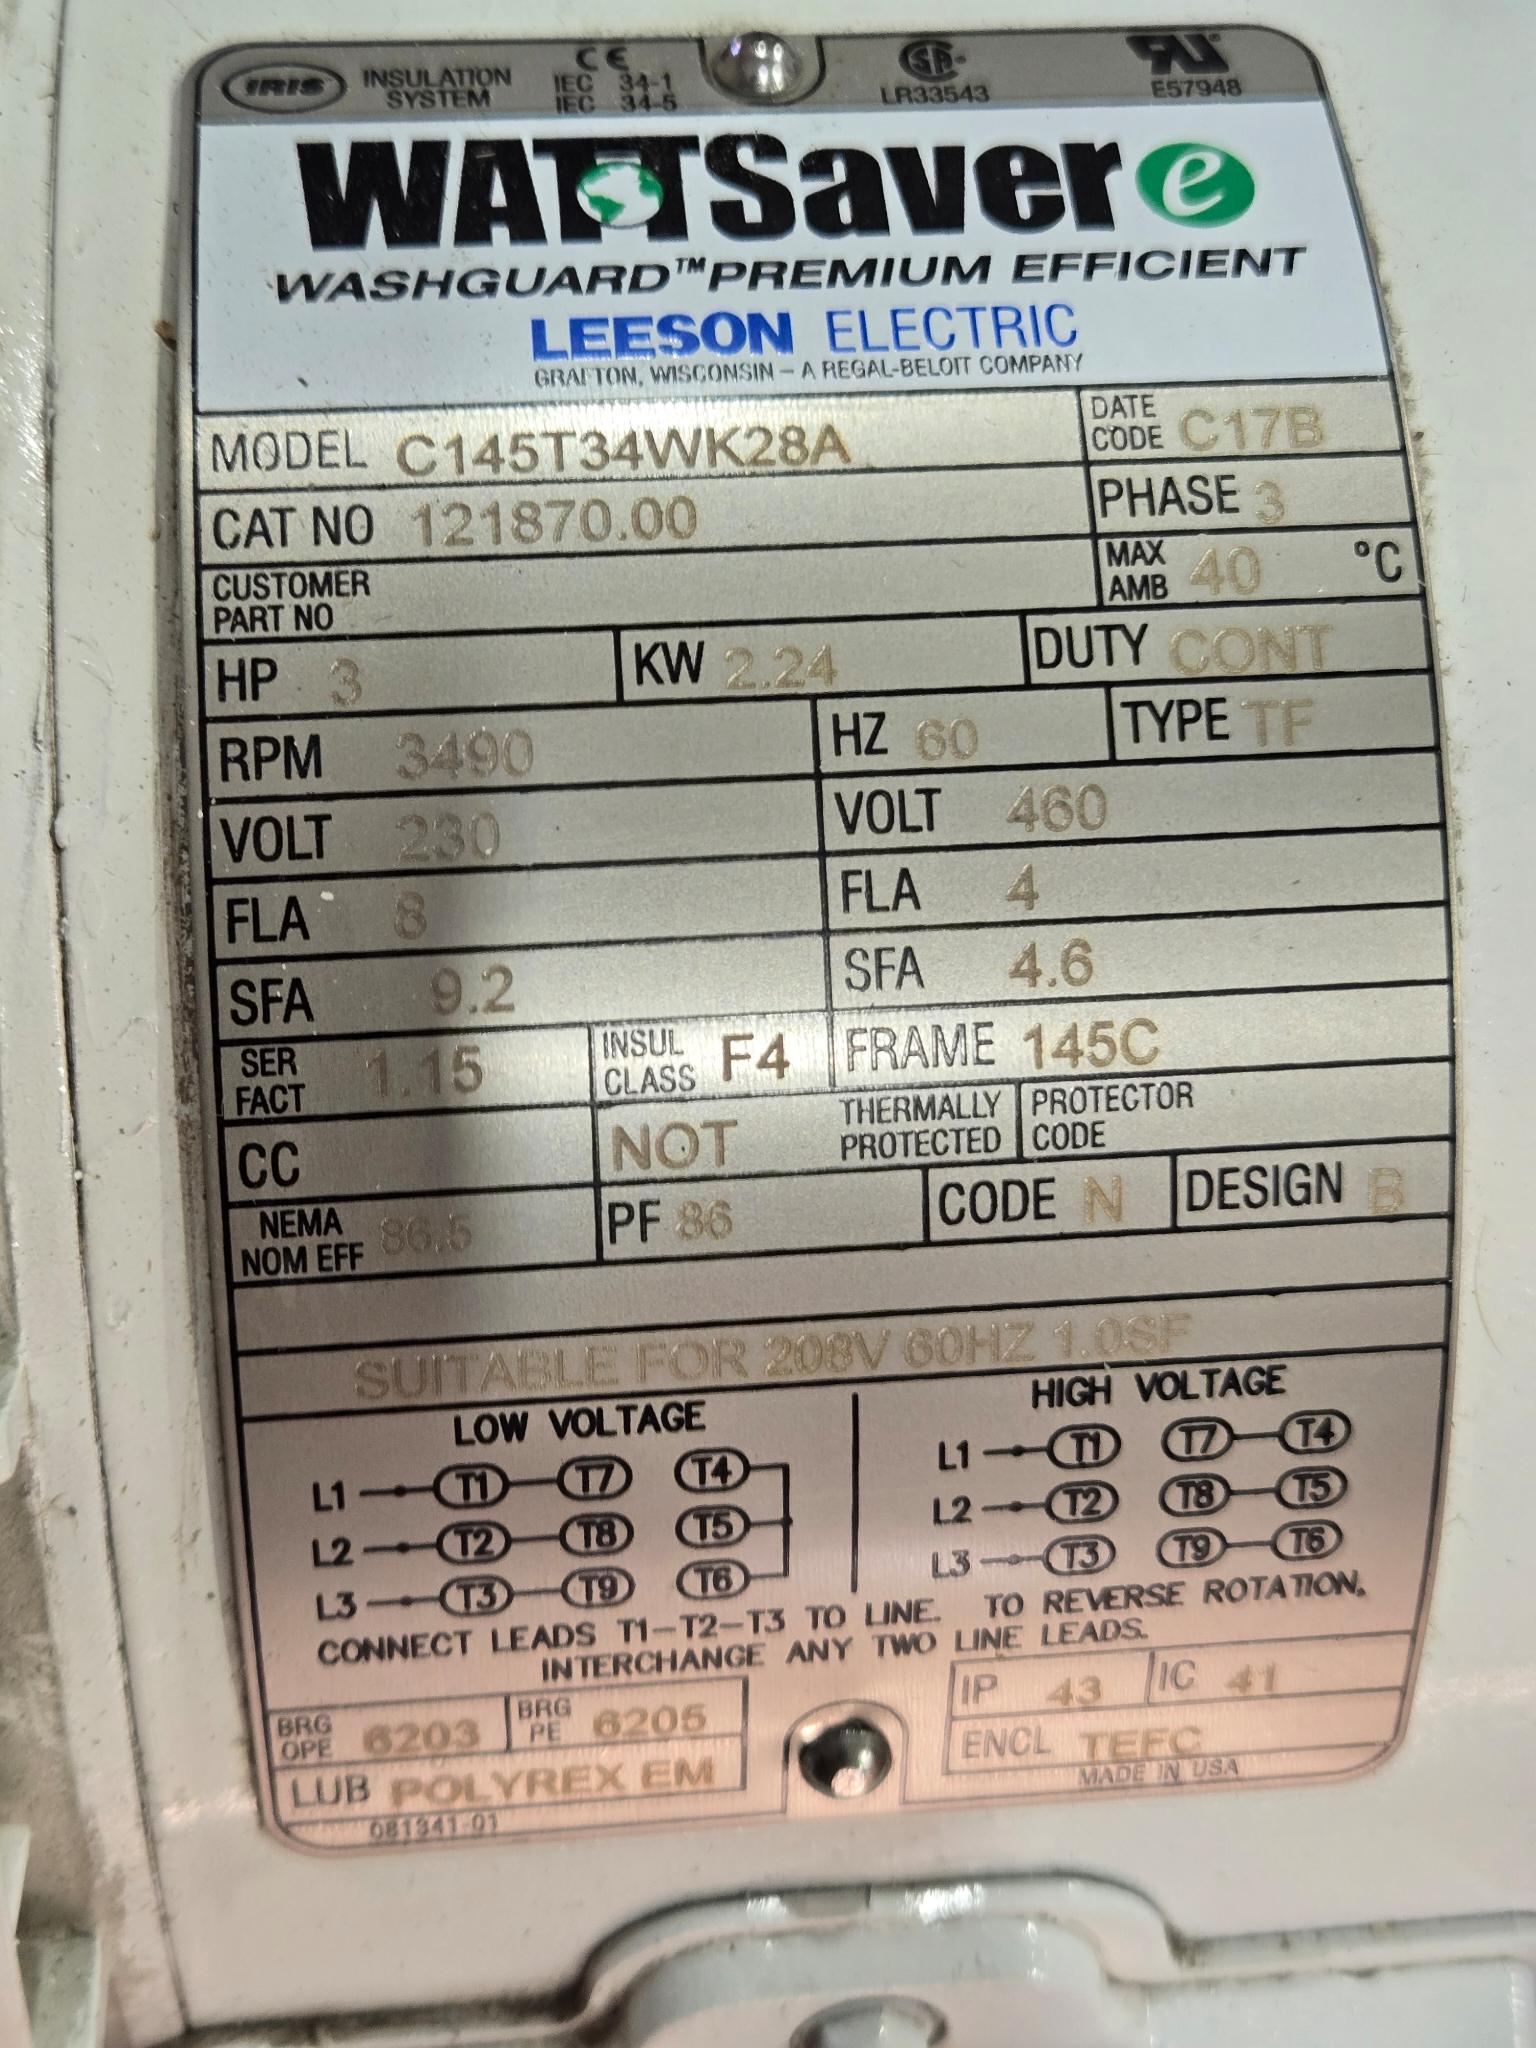 IRIS INSULATION SYSTEM CE IEC 34-1 IEC 34-5 SA LR33543 RU E57948
WATTSaver e
WASHGUARD™ PREMIUM EFFICIENT
LEESON ELECTRIC
GRAFTON, WISCONSIN – A REGAL-BELOIT COMPANY
MODEL C145T34WK28A DATE CODE C17B
CAT NO 121870.00 PHASE 3
CUSTOMER PART NO MAX AMB 40 °C
HP 3 KW 2.24 DUTY CONT
RPM 3490 HZ 60 TYPE TF
VOLT 230 VOLT 460
FLA 8 FLA 4
SFA 9.2 SFA 4.6
SER FACT 1.15 INSUL CLASS F4 FRAME 145C
CC NOT THERMALLY PROTECTED PROTECTOR CODE
NEMA NOM EFF 86.5 PF 86 CODE N DESIGN B
SUITABLE FOR 208V 60HZ 1.0SF
LOW VOLTAGE HIGH VOLTAGE
L1 T1 T7 T4 L1 T1 T7 T4
L2 T2 T8 T5 L2 T2 T8 T5
L3 T3 T9 T6 L3 T3 T9 T6
CONNECT LEADS T1-T2-T3 TO LINE. TO REVERSE ROTATION,
INTERCHANGE ANY TWO LINE LEADS.
BRG OPE 6203 BRG PE 6205 IP 43 IC 41
LUB POLYREX EM ENCL TEFC
MADE IN USA
081341-01